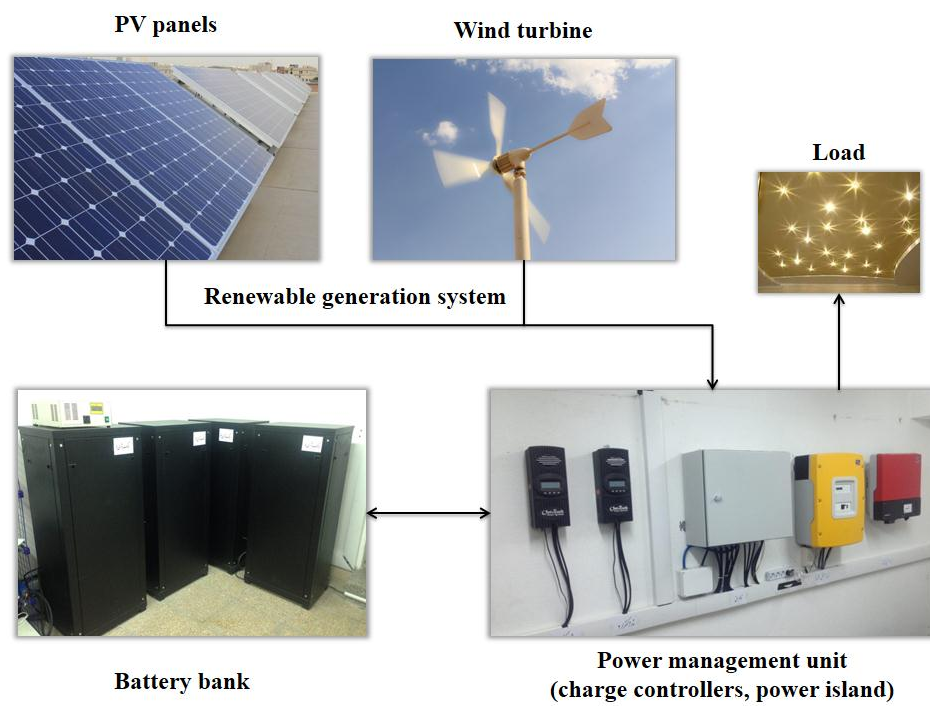 PV panels
Wind turbine
Load
Renewable generation system
Battery bank
Power management unit
(charge controllers, power island)